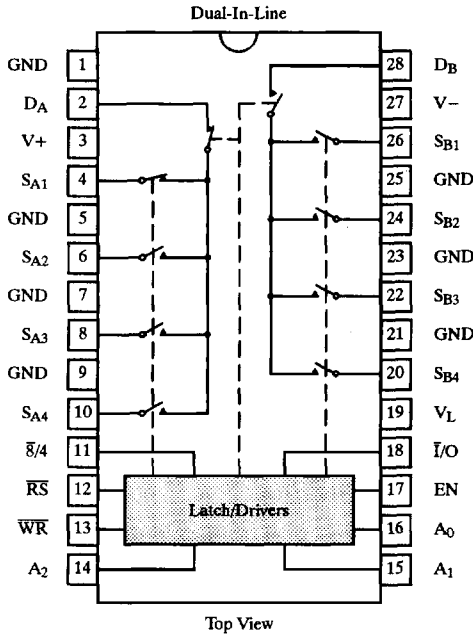 Dual-In-Line
GND 1 28 D_B
D_A 2 27 V−
V+ 3 26 S_B1
S_A1 4 25 GND
GND 5 24 S_B2
S_A2 6 23 GND
GND 7 22 S_B3
S_A3 8 21 GND
GND 9 20 S_B4
S_A4 10 19 V_L
8̅/4 11 18 I̅/O
R̅S̅ 12 Latch/Drivers 17 EN
W̅R̅ 13 16 A_0
A_2 14 15 A_1
Top View